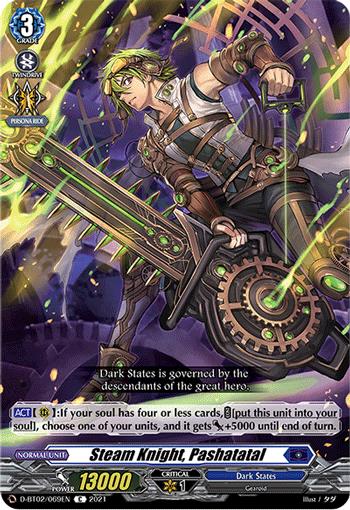 3
GRADE
TWINDRIVE
PERSONA RIDE
Dark States is governed by the
descendants of the great hero.
ACT【 】:If your soul has four or less cards, [put this unit into your
soul], choose one of your units, and it gets +5000 until end of turn.
NORMAL UNIT
Steam Knight, Pashatatal
POWER 13000
CRITICAL
1
Dark States
Gearoid
D-BT02/069EN C 2021
Illust /